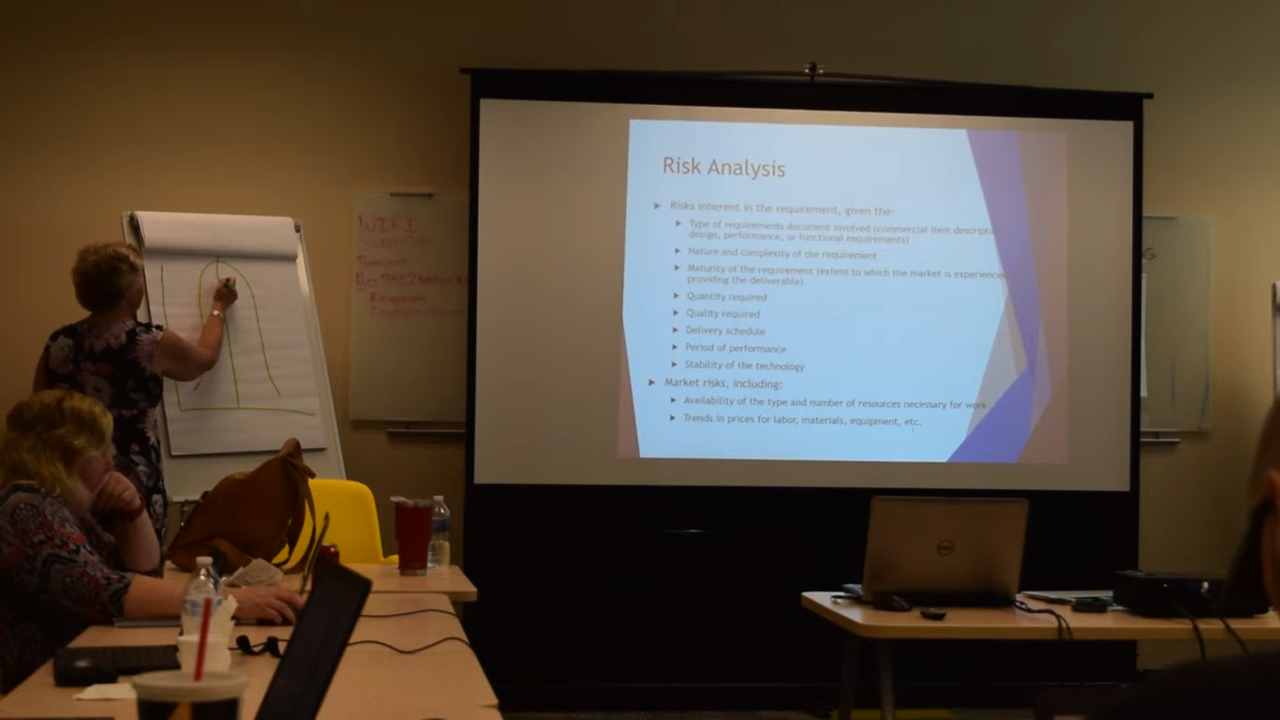 WIFI
Risk Analysis
Risks inherent in the requirement, given the:
Type of requirements document involved (commercial item descripti
design, performance, or functional requirements)
Nature and complexity of the requirement
Maturity of the requirement (extent to which the market is experienced
providing the deliverable)
Quantity required
Quality required
Delivery schedule
Period of performance
Stability of the technology
Market risks, including:
Availability of the type and number of resources necessary for work
Trends in prices for labor, materials, equipment, etc.
DELL